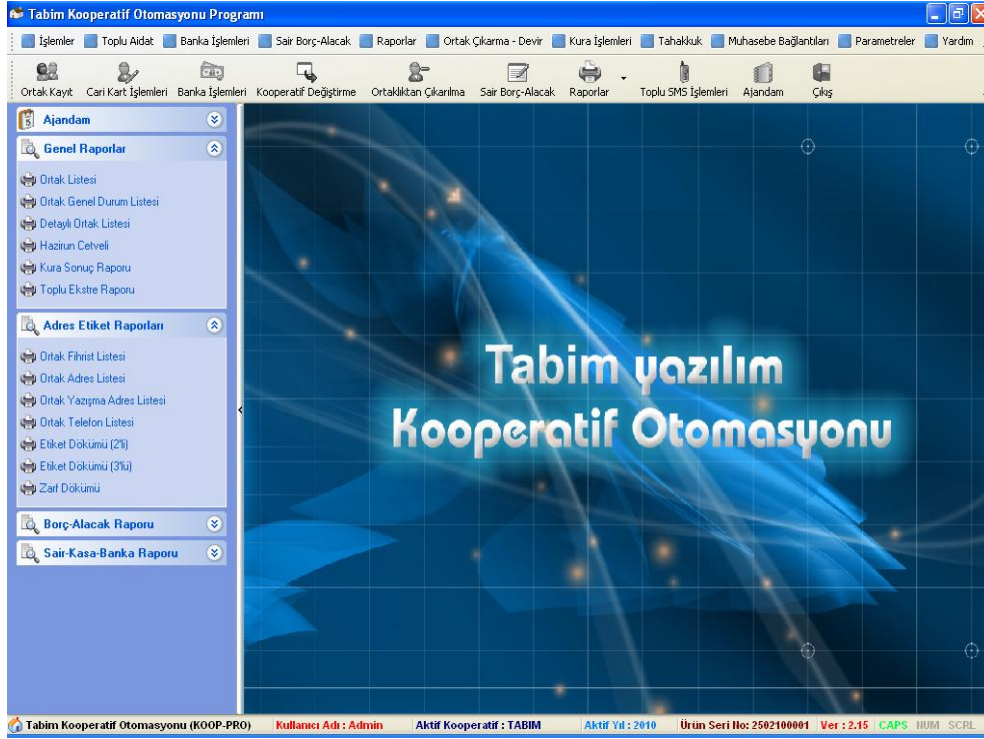 Tabim Kooperatif Otomasyonu Programı
İşlemler Toplu Aidat Banka İşlemleri Sair Borç-Alacak Raporlar Ortak Çıkarma - Devir Kura İşlemleri Tahakkuk Muhasebe Bağlantıları Parametreler Yardım
Ortak Kayıt Cari Kart İşlemleri Banka İşlemleri Kooperatif Değiştirme Ortaklıktan Çıkarılma Sair Borç-Alacak Raporlar Toplu SMS İşlemleri Ajandam Çıkış
Ajandam
Genel Raporlar
Ortak Listesi
Ortak Genel Durum Listesi
Detaylı Ortak Listesi
Hazirun Cetveli
Kura Sonuç Raporu
Toplu Ekstre Raporu
Adres Etiket Raporları
Ortak Fihrist Listesi
Ortak Adres Listesi
Ortak Yazışma Adres Listesi
Ortak Telefon Listesi
Etiket Dökümü (2'li)
Etiket Dökümü (3'lü)
Zarf Dökümü
Borç-Alacak Raporu
Sair-Kasa-Banka Raporu
Tabim yazılım
Kooperatif Otomasyonu
Tabim Kooperatif Otomasyonu (KOOP-PRO) Kullanıcı Adı : Admin Aktif Kooperatif : TABIM Aktif Yıl : 2010 Ürün Seri No: 2502100001 Ver : 2.15 CAPS NUM SCRL